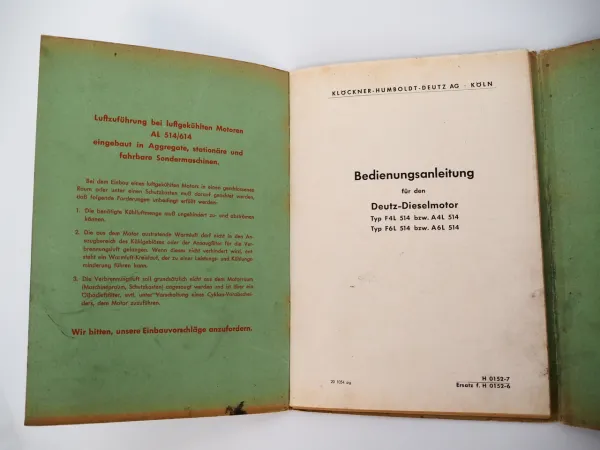 Luftzuführung bei luftgekühlten Motoren
AL 514/614
eingebaut in Aggregate, stationäre und
fahrbare Sondermaschinen.
Bei dem Einbau eines luftgekühlten Motors in einen geschlossenen
Raum oder unter einen Schutzkasten muß darauf geachtet werden,
daß folgende Forderungen unbedingt erfüllt werden:
1. Die benötigte Kühlluftmenge muß ungehindert zu- und abströmen
können.
2. Die aus dem Motor austretende Warmluft darf nicht in den An-
saugbereich des Kühlgebläses oder der Ansaugfilter für die Ver-
brennungsluft gelangen. Wenn dieses nicht verhindert wird, ent-
steht ein Warmluft-Kreislauf, der zu einer Leistungs- und Kühlungs-
minderung führen kann.
3. Die Verbrennungsluft soll grundsätzlich nicht aus dem Motorraum
(Maschinenraum, Schutzkasten) angesaugt werden und ist über ein
Ölbadluftfilter, evtl. unter Vorschaltung eines Zyklon-Vorabschei-
ders, dem Motor zuzuführen.
Wir bitten, unsere Einbauvorschläge anzufordern.
KLÖCKNER-HUMBOLDT-DEUTZ AG · KÖLN
Bedienungsanleitung
für den
Deutz-Dieselmotor
Typ F4L 514 bzw. A4L 514
Typ F6L 514 bzw. A6L 514
H 0152-7
Ersatz f. H 0152-6